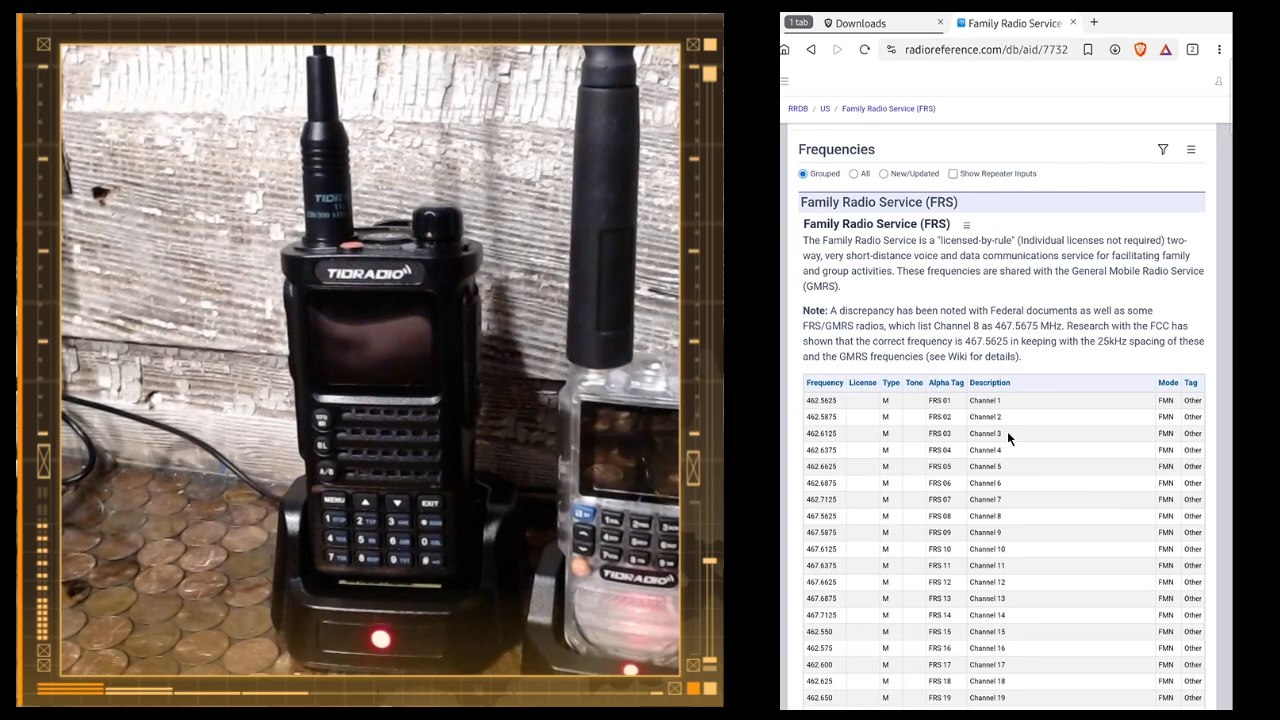 TIDRADIO
MENU
EXIT
1
2
3
4
5
6
0
7
8
9
#
TIDRADIO
1 tab
Downloads
Family Radio Service
radioreference.com/db/aid/7732
2
RRDB / US / Family Radio Service (FRS)
Frequencies
Grouped All New/Updated Show Repeater Inputs
Family Radio Service (FRS)
Family Radio Service (FRS)
The Family Radio Service is a "licensed-by-rule" (Individual licenses not required) two-
way, very short-distance voice and data communications service for facilitating family
and group activities. These frequencies are shared with the General Mobile Radio Service
(GMRS).
Note: A discrepancy has been noted with Federal documents as well as some
FRS/GMRS radios, which list Channel 8 as 467.5675 MHz. Research with the FCC has
shown that the correct frequency is 467.5625 in keeping with the 25kHz spacing of these
and the GMRS frequencies (see Wiki for details).
Frequency License Type Tone Alpha Tag Description Mode Tag
462.5625 M FRS 01 Channel 1 FMN Other
462.5875 M FRS 02 Channel 2 FMN Other
462.6125 M FRS 03 Channel 3 FMN Other
462.6375 M FRS 04 Channel 4 FMN Other
462.6625 M FRS 05 Channel 5 FMN Other
462.6875 M FRS 06 Channel 6 FMN Other
462.7125 M FRS 07 Channel 7 FMN Other
467.5625 M FRS 08 Channel 8 FMN Other
467.5875 M FRS 09 Channel 9 FMN Other
467.6125 M FRS 10 Channel 10 FMN Other
467.6375 M FRS 11 Channel 11 FMN Other
467.6625 M FRS 12 Channel 12 FMN Other
467.6875 M FRS 13 Channel 13 FMN Other
467.7125 M FRS 14 Channel 14 FMN Other
462.550 M FRS 15 Channel 15 FMN Other
462.575 M FRS 16 Channel 16 FMN Other
462.600 M FRS 17 Channel 17 FMN Other
462.625 M FRS 18 Channel 18 FMN Other
462.650 M FRS 19 Channel 19 FMN Other